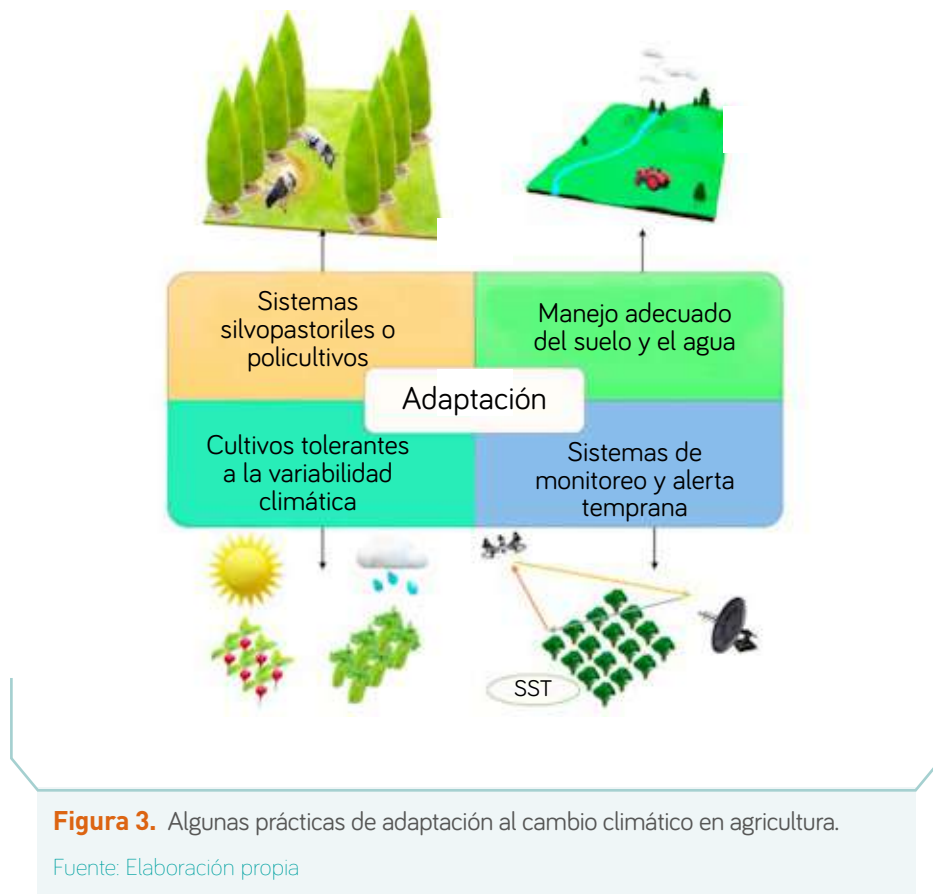 Sistemas
silvopastoriles o
policultivos
Manejo adecuado
del suelo y el agua
Adaptación
Cultivos tolerantes
a la variabilidad
climática
Sistemas de
monitoreo y alerta
temprana
SST
Figura 3. Algunas prácticas de adaptación al cambio climático en agricultura.
Fuente: Elaboración propia